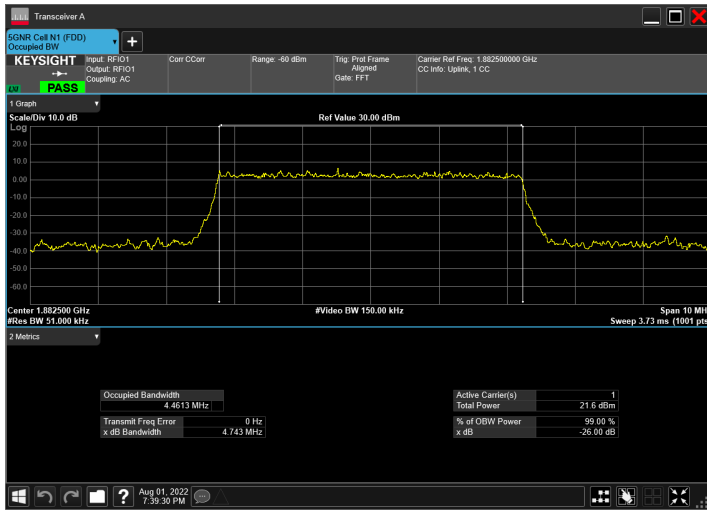 Transceiver A
5GNR Cell N1 (FDD)
Occupied BW
KEYSIGHT
Input: RFIO1
Output: RFIO1
Coupling: AC
Corr CCorr
Range: -60 dBm
Trig: Prot Frame
Aligned
Gate: FFT
Carrier Ref Freq: 1.882500000 GHz
CC Info: Uplink, 1 CC
LXI
PASS
1 Graph
Scale/Div 10.0 dB
Ref Value 30.00 dBm
Log
20.0
10.0
0.00
-10.0
-20.0
-30.0
-40.0
-50.0
-60.0
Center 1.882500 GHz
#Video BW 150.00 kHz
Span 10 MH
#Res BW 51.000 kHz
Sweep 3.73 ms (1001 pts
2 Metrics
Occupied Bandwidth
4.4613 MHz
Transmit Freq Error 0 Hz
x dB Bandwidth 4.743 MHz
Active Carrier(s) 1
Total Power 21.6 dBm
% of OBW Power 99.00 %
x dB -26.00 dB
Aug 01, 2022
7:39:30 PM